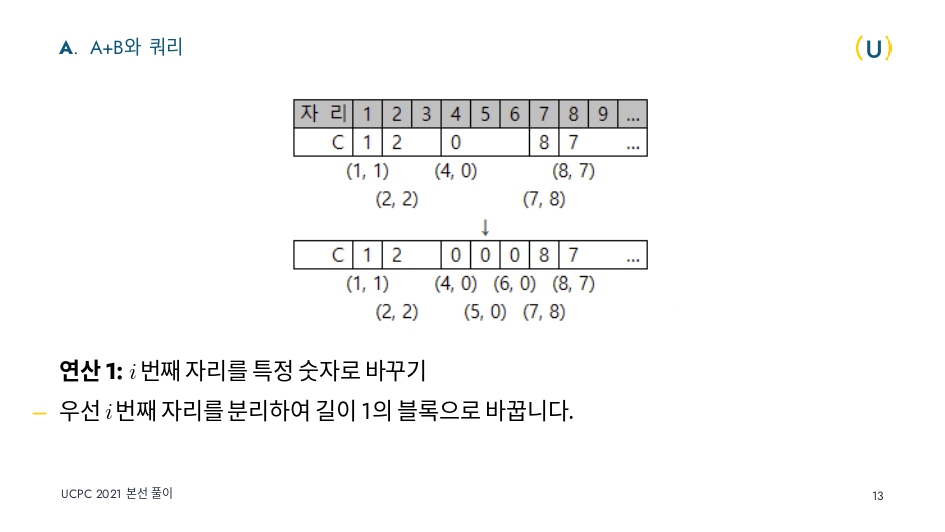 A. A+B와 쿼리
(U)
자 리 1 2 3 4 5 6 7 8 9 ...
C 1 2 0 8 7 ...
(1, 1) (4, 0) (8, 7)
(2, 2) (7, 8)
↓
C 1 2 0 0 0 8 7 ...
(1, 1) (4, 0) (6, 0) (8, 7)
(2, 2) (5, 0) (7, 8)
연산 1: i 번째 자리를 특정 숫자로 바꾸기
– 우선 i 번째 자리를 분리하여 길이 1의 블록으로 바꿉니다.
UCPC 2021 본선 풀이
13